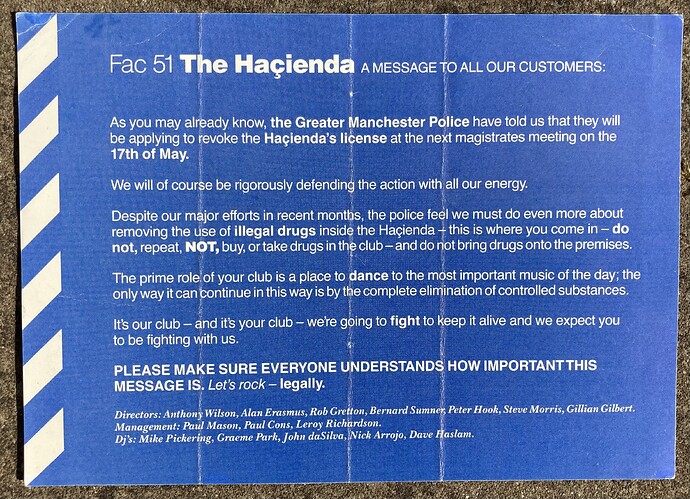 Fac 51 The Haçienda A MESSAGE TO ALL OUR CUSTOMERS:
As you may already know, the Greater Manchester Police have told us that they will
be applying to revoke the Haçienda's license at the next magistrates meeting on the
17th of May.
We will of course be rigorously defending the action with all our energy.
Despite our major efforts in recent months, the police feel we must do even more about
removing the use of illegal drugs inside the Haçienda – this is where you come in – do
not, repeat, NOT, buy, or take drugs in the club – and do not bring drugs onto the premises.
The prime role of your club is a place to dance to the most important music of the day; the
only way it can continue in this way is by the complete elimination of controlled substances.
It's our club – and it's your club – we're going to fight to keep it alive and we expect you
to be fighting with us.
PLEASE MAKE SURE EVERYONE UNDERSTANDS HOW IMPORTANT THIS
MESSAGE IS. Let's rock – legally.
Directors: Anthony Wilson, Alan Erasmus, Rob Gretton, Bernard Sumner, Peter Hook, Steve Morris, Gillian Gilbert.
Management: Paul Mason, Paul Cons, Leroy Richardson.
Dj's: Mike Pickering, Graeme Park, John daSilva, Nick Arrojo, Dave Haslam.